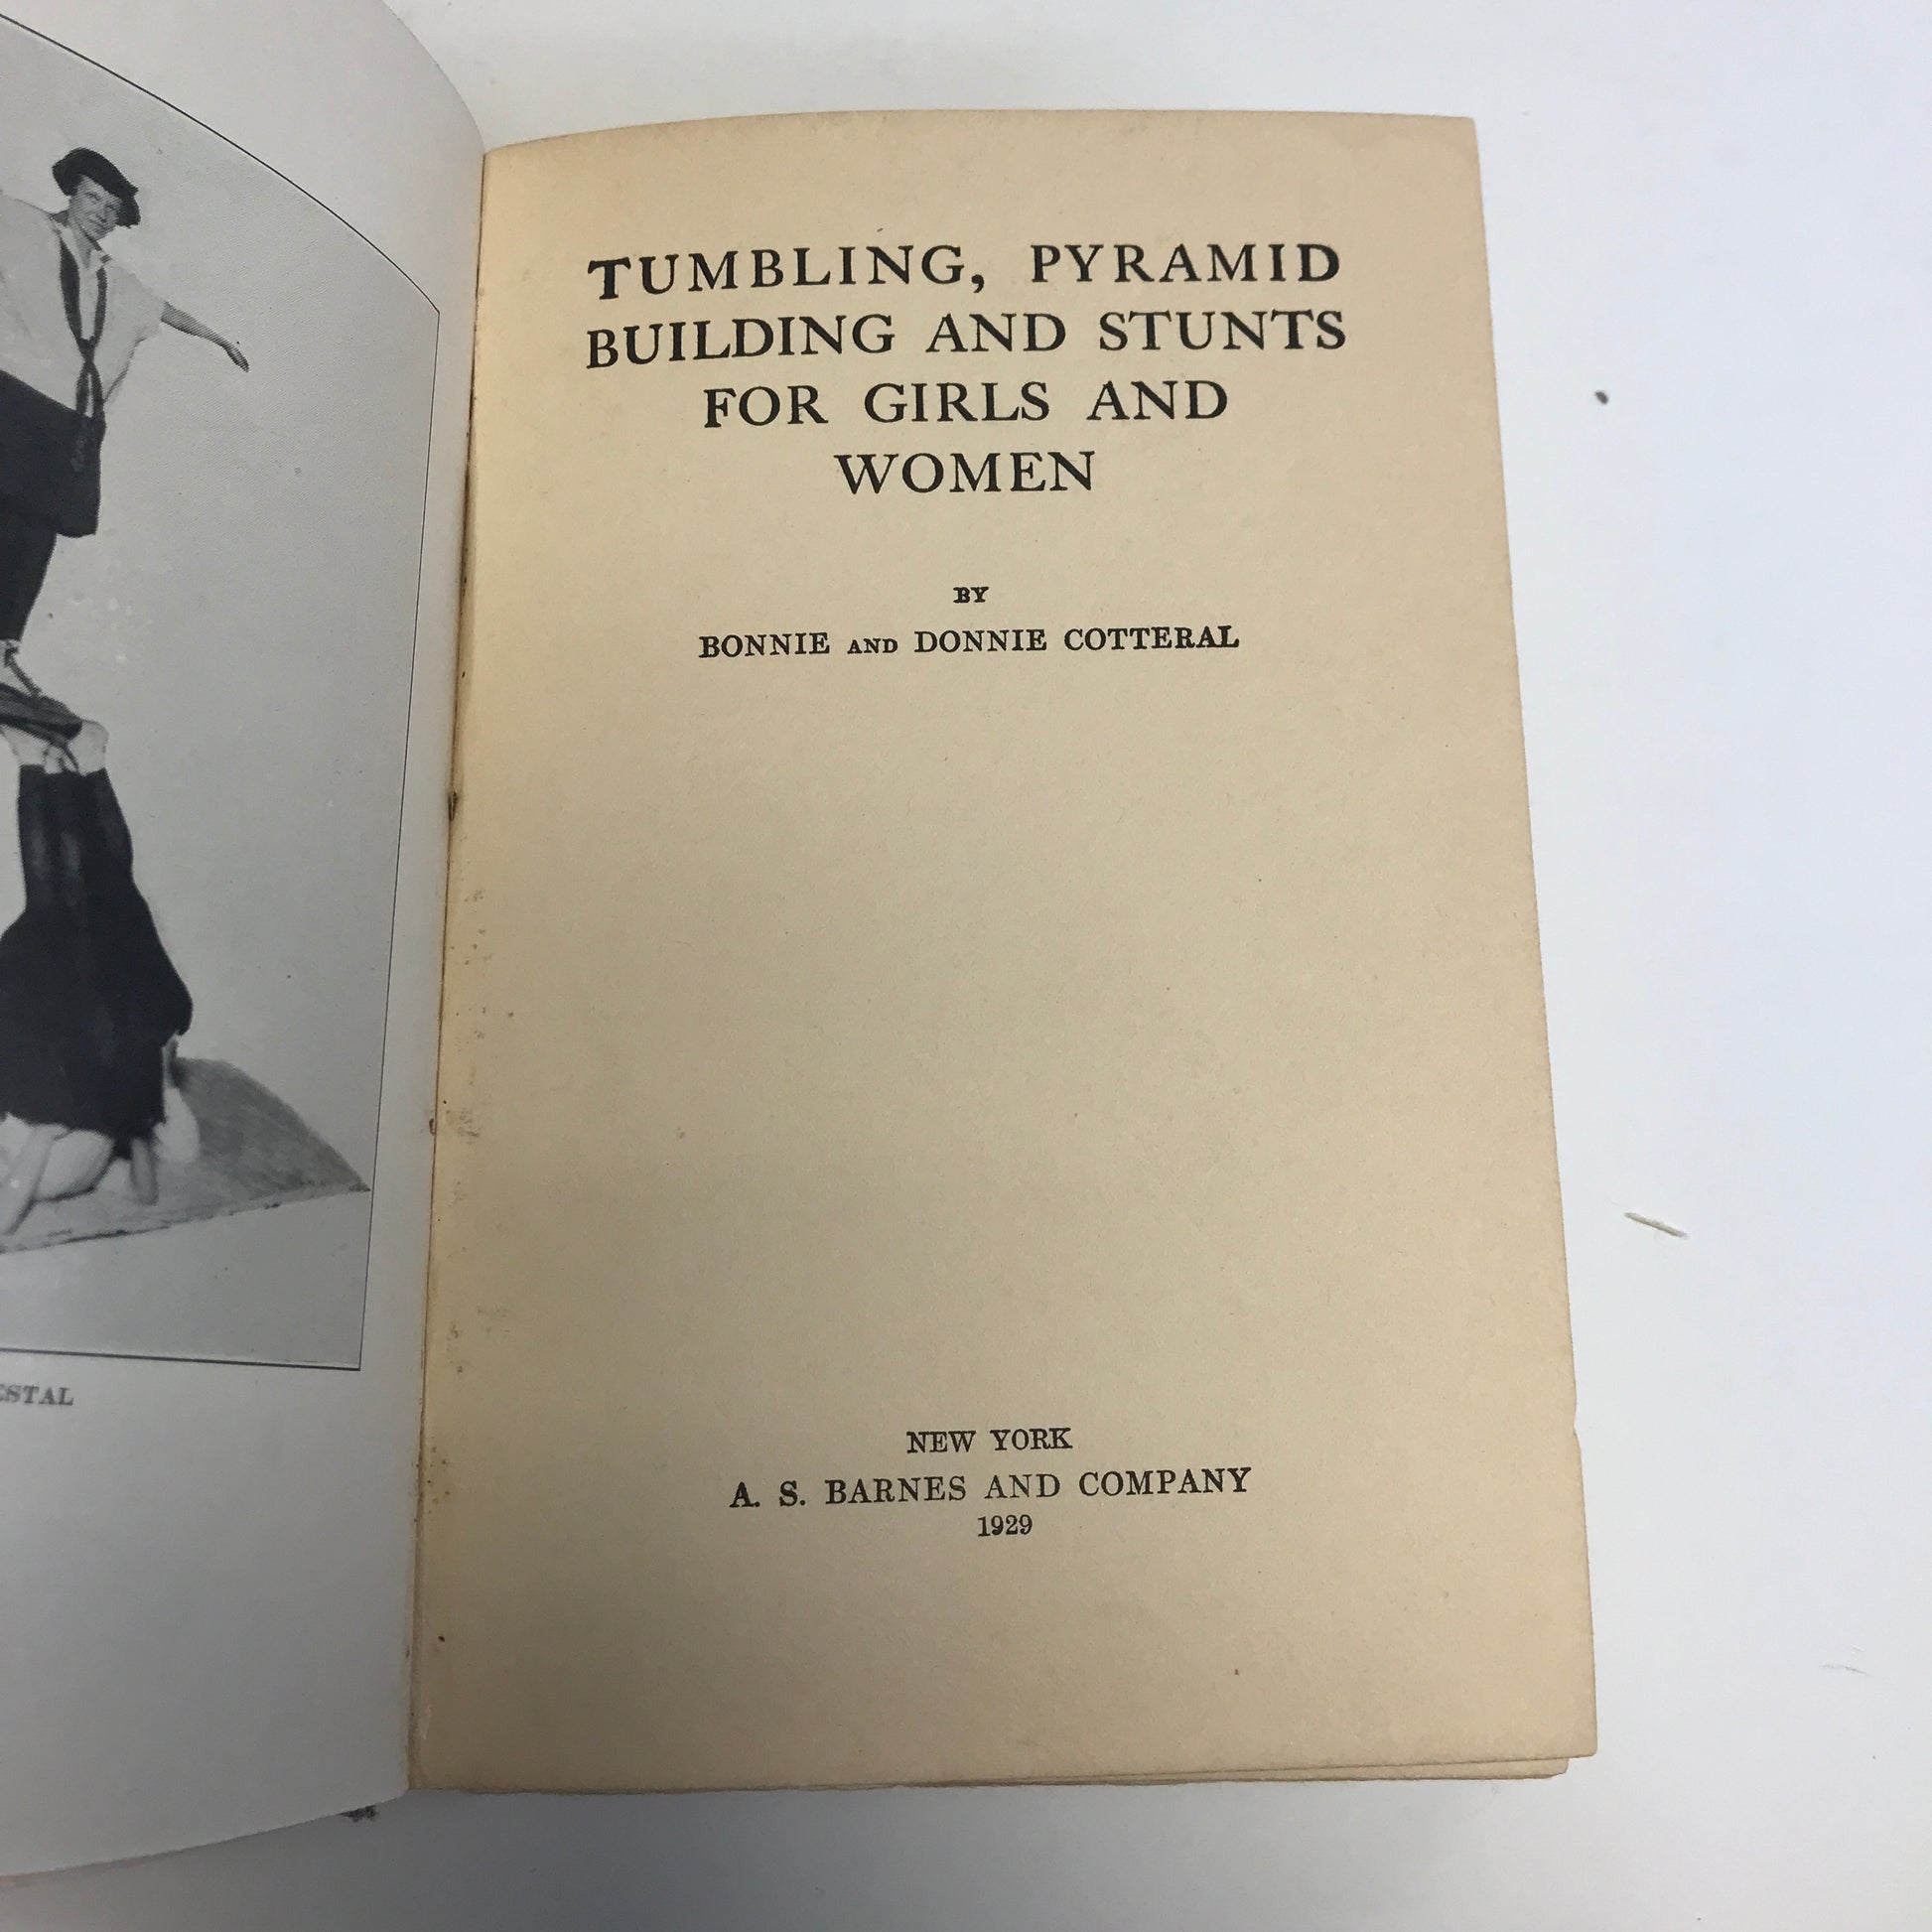 TUMBLING, PYRAMID
BUILDING AND STUNTS
FOR GIRLS AND
WOMEN
BY
BONNIE AND DONNIE COTTERAL
NEW YORK
A. S. BARNES AND COMPANY
1929